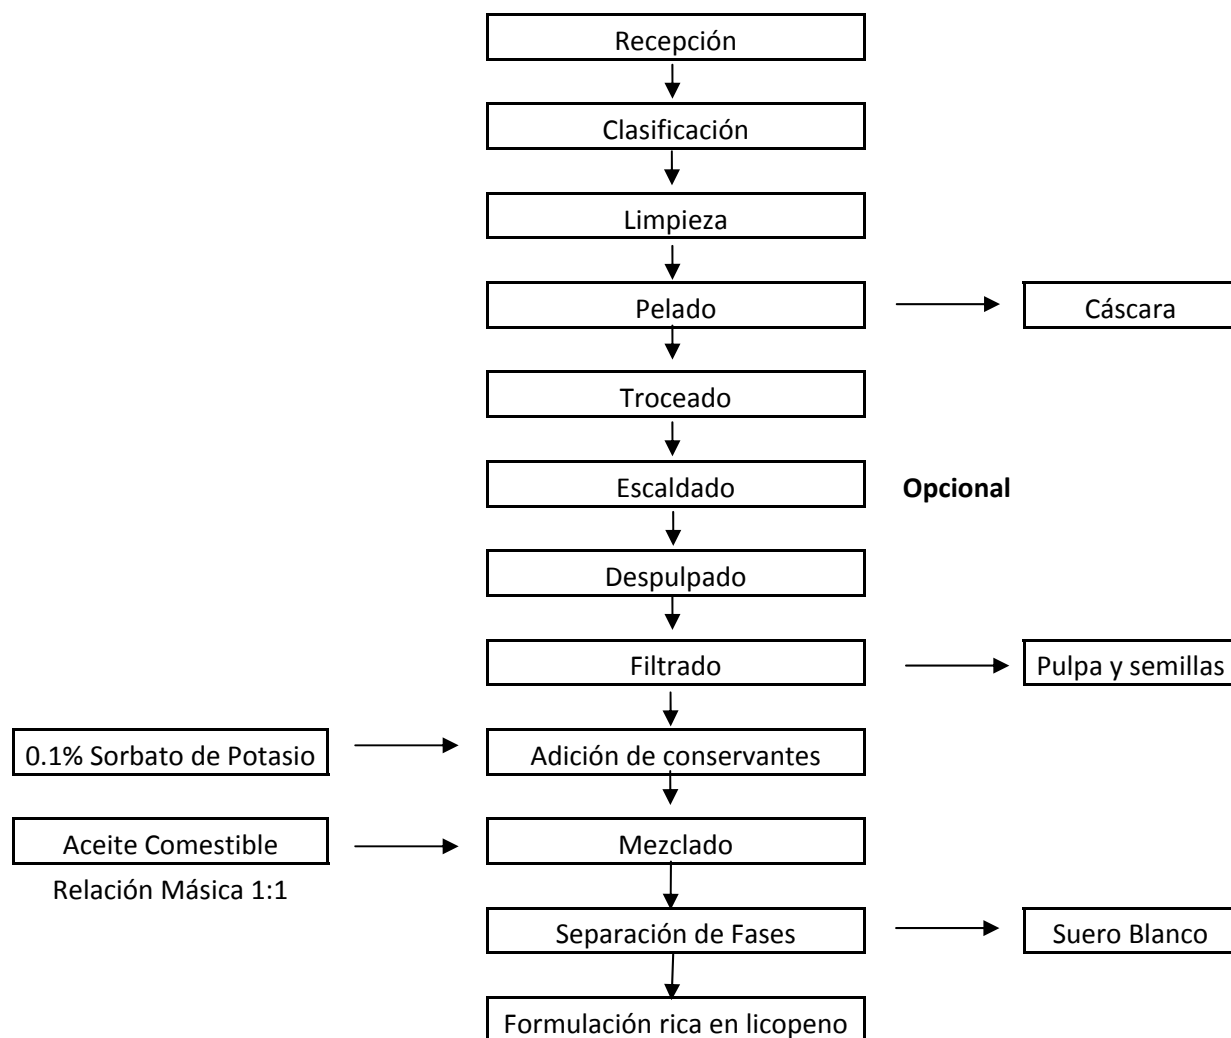 Recepción
Clasificación
Limpieza
Pelado
Cáscara
Troceado
Escaldado
Opcional
Despulpado
Filtrado
Pulpa y semillas
0.1% Sorbato de Potasio
Adición de conservantes
Aceite Comestible
Mezclado
Relación Másica 1:1
Separación de Fases
Suero Blanco
Formulación rica en licopeno